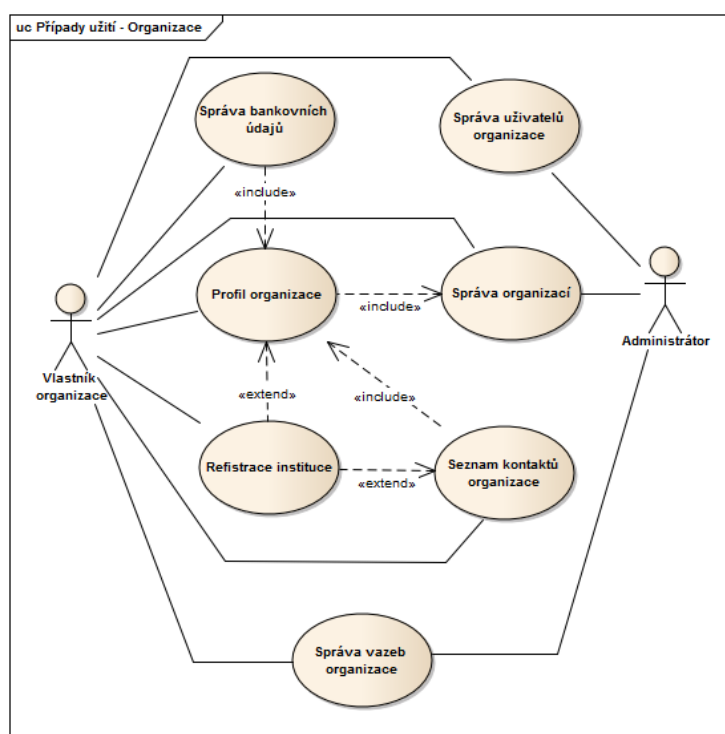 uc Případy užití - Organizace
Správa bankovních
údajů
Správa uživatelů
organizace
«include»
Profil organizace
«include»
Správa organizací
Vlastník
organizace
Administrátor
«extend»
«include»
Refistrace instituce
«extend»
Seznam kontaktů
organizace
Správa vazeb
organizace